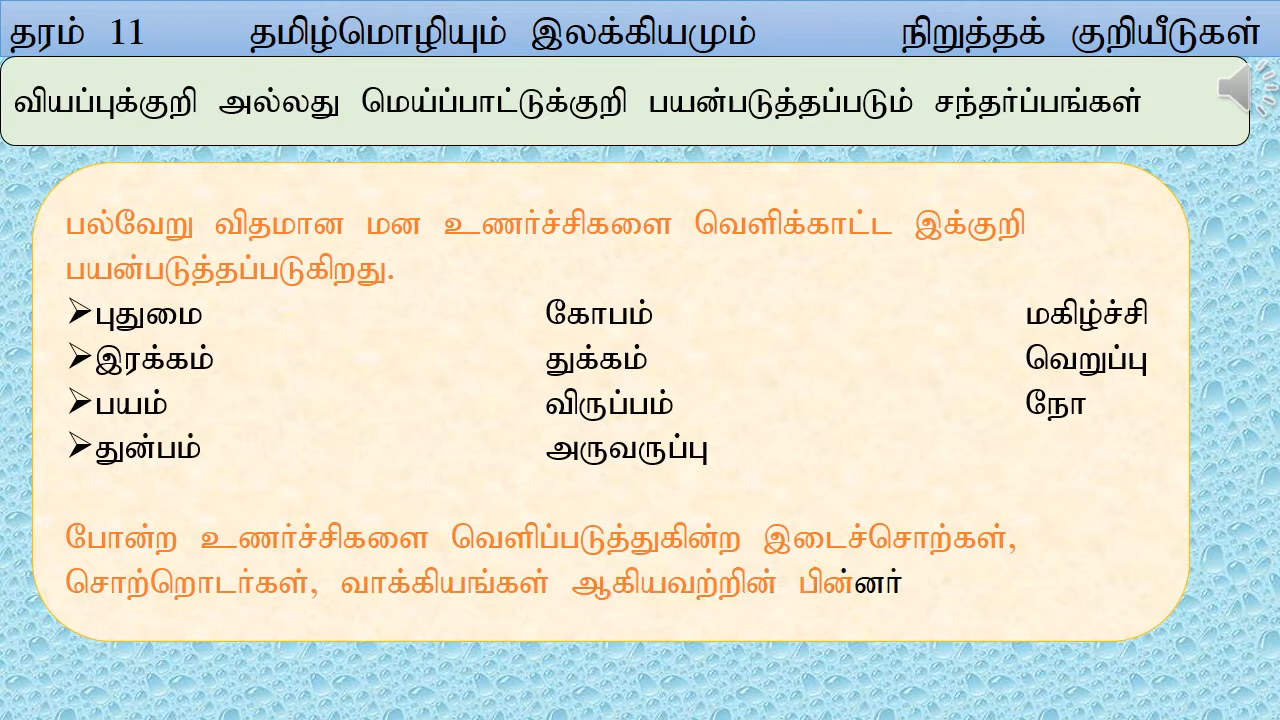 தரம் 11 தமிழ்மொழியும் இலக்கியமும் நிறுத்தக் குறியீடுகள்
வியப்புக்குறி அல்லது மெய்ப்பாட்டுக்குறி பயன்படுத்தப்படும் சந்தர்ப்பங்கள்
பல்வேறு விதமான மன உணர்ச்சிகளை வெளிக்காட்ட இக்குறி
பயன்படுத்தப்படுகிறது.
➢புதுமை கோபம் மகிழ்ச்சி
➢இரக்கம் துக்கம் வெறுப்பு
➢பயம் விருப்பம் நோ
➢துன்பம் அருவருப்பு
போன்ற உணர்ச்சிகளை வெளிப்படுத்துகின்ற இடைச்சொற்கள்,
சொற்றொடர்கள், வாக்கியங்கள் ஆகியவற்றின் பின்னர்